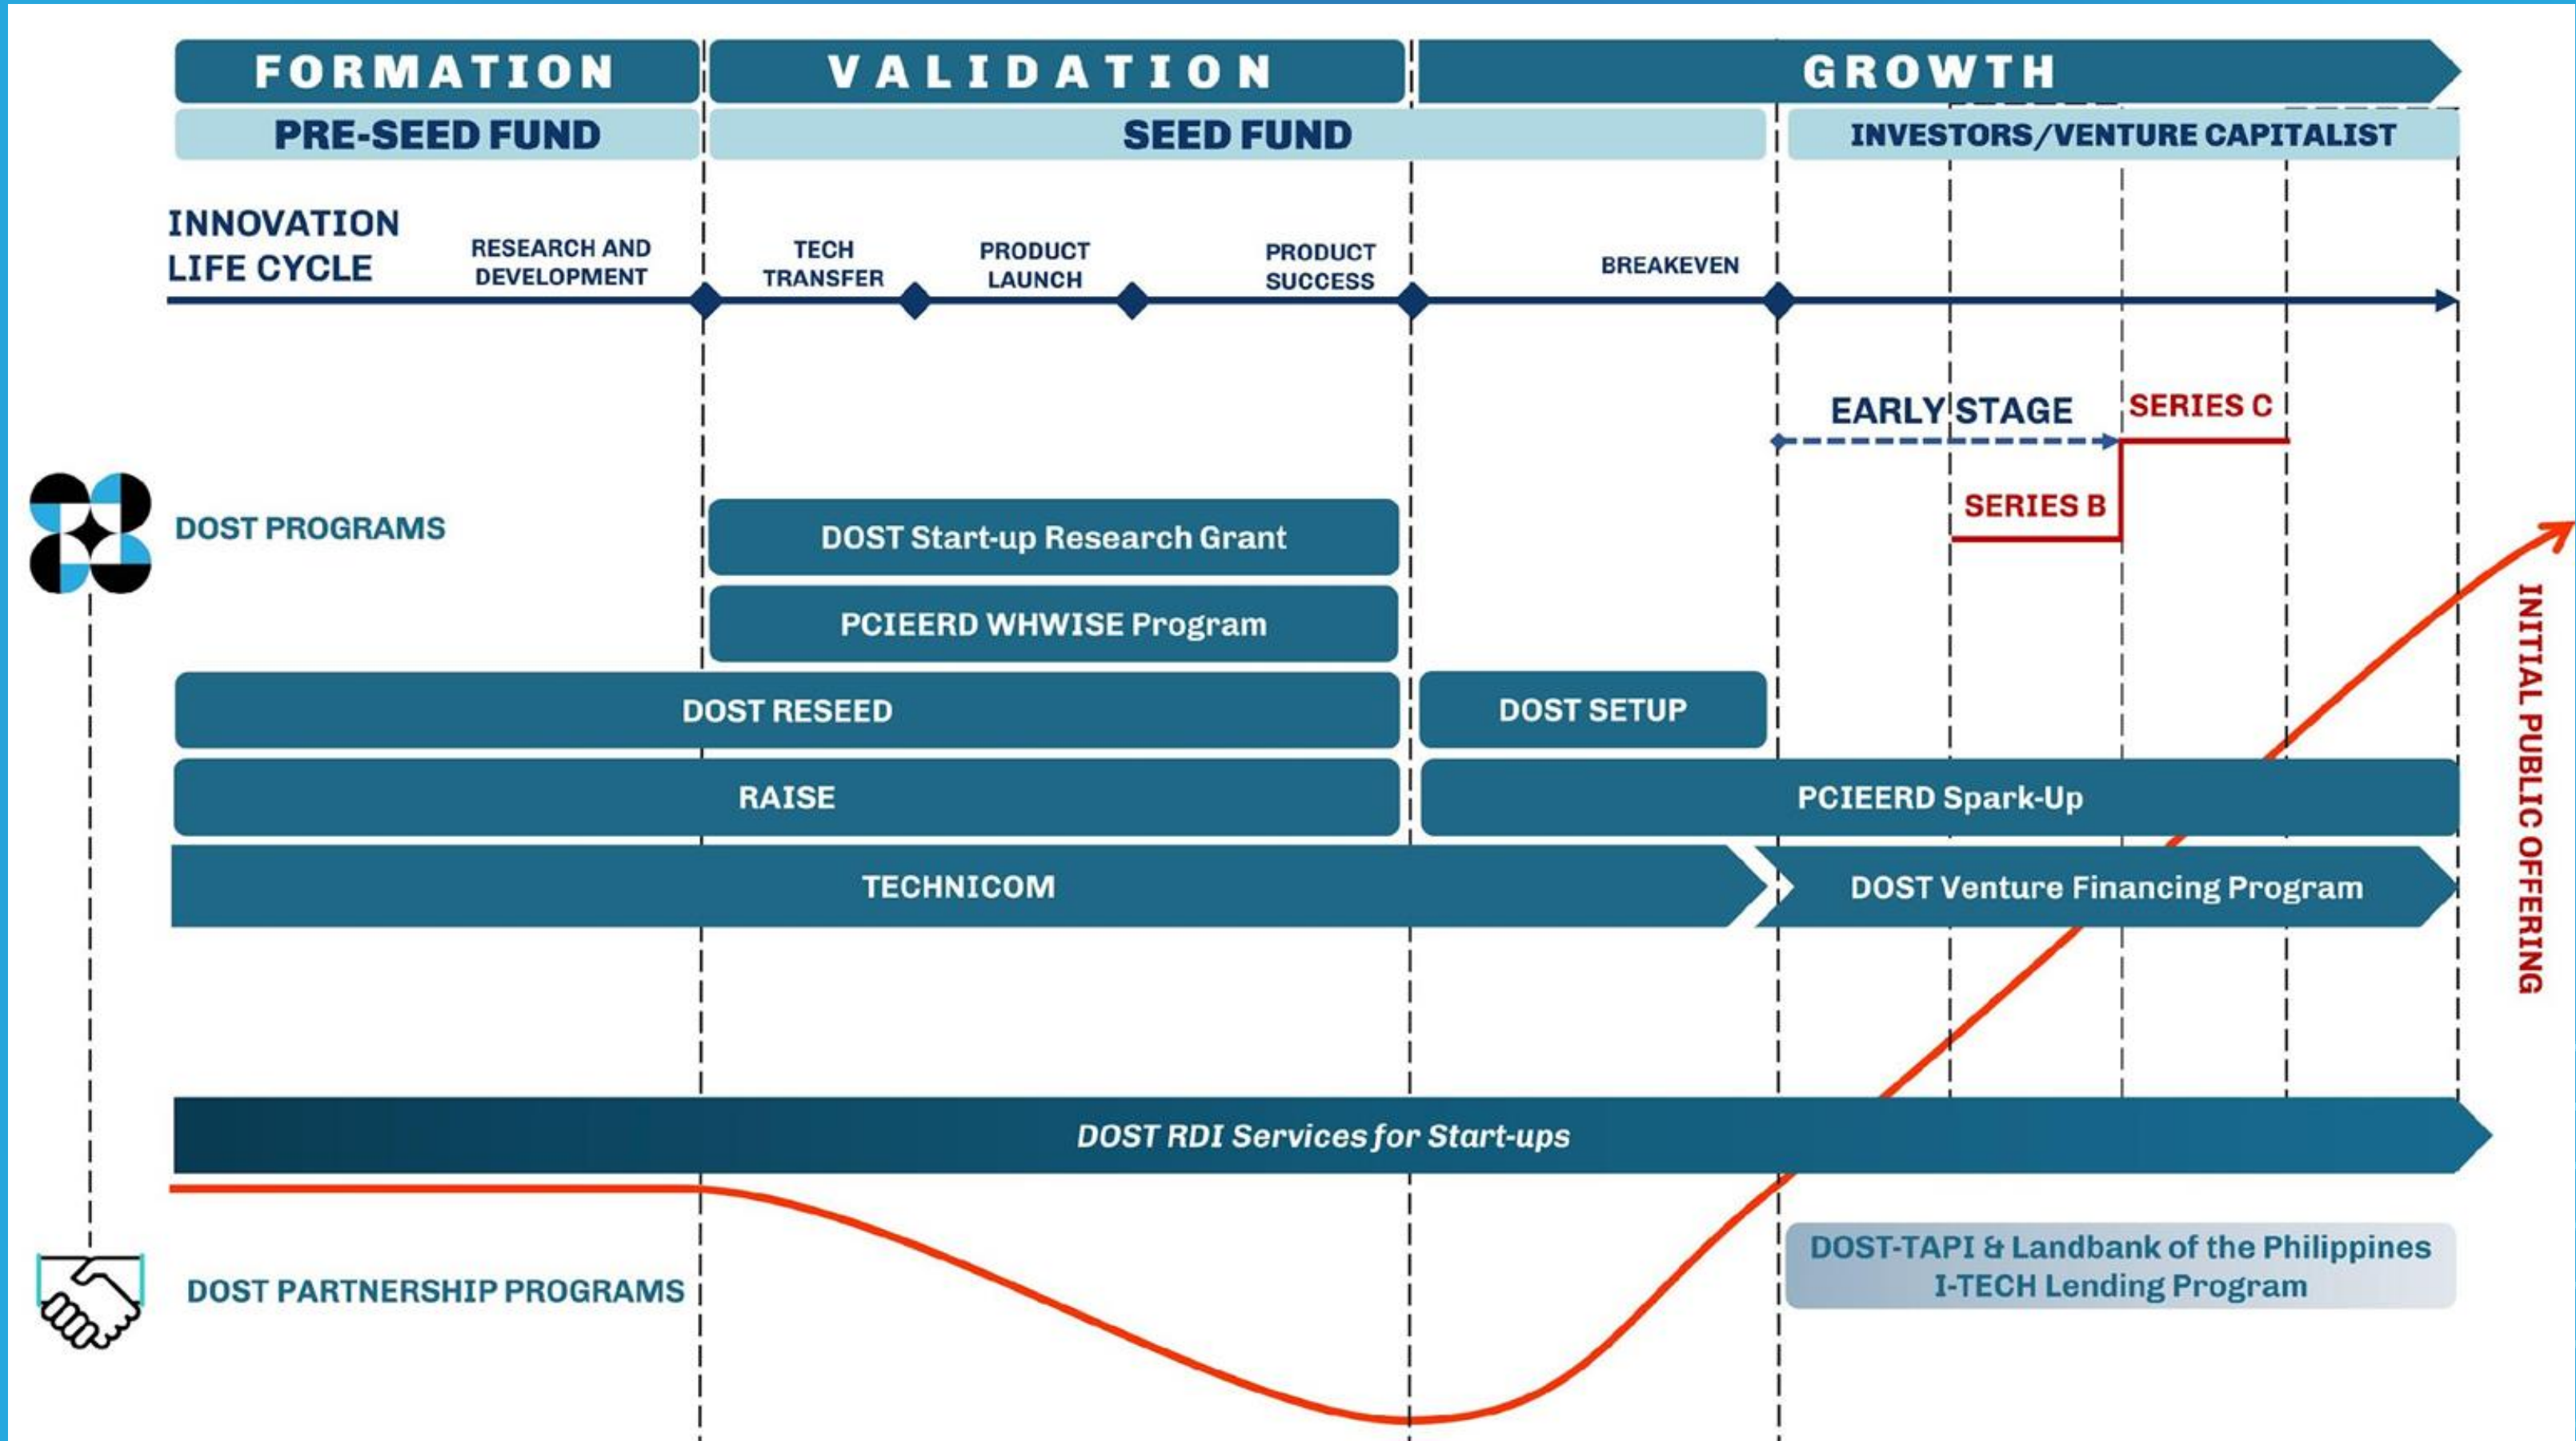 FORMATION
VALIDATION
GROWTH
PRE-SEED FUND
SEED FUND
INVESTORS/VENTURE CAPITALIST
INNOVATION
LIFE CYCLE
RESEARCH AND
DEVELOPMENT
TECH
TRANSFER
PRODUCT
LAUNCH
PRODUCT
SUCCESS
BREAKEVEN
EARLY STAGE
SERIES C
SERIES B
DOST PROGRAMS
DOST Start-up Research Grant
PCIEERD WHWISE Program
DOST RESEED
DOST SETUP
RAISE
PCIEERD Spark-Up
TECHNICOM
DOST Venture Financing Program
INITIAL PUBLIC OFFERING
DOST RDI Services for Start-ups
DOST PARTNERSHIP PROGRAMS
DOST-TAPI & Landbank of the Philippines
I-TECH Lending Program